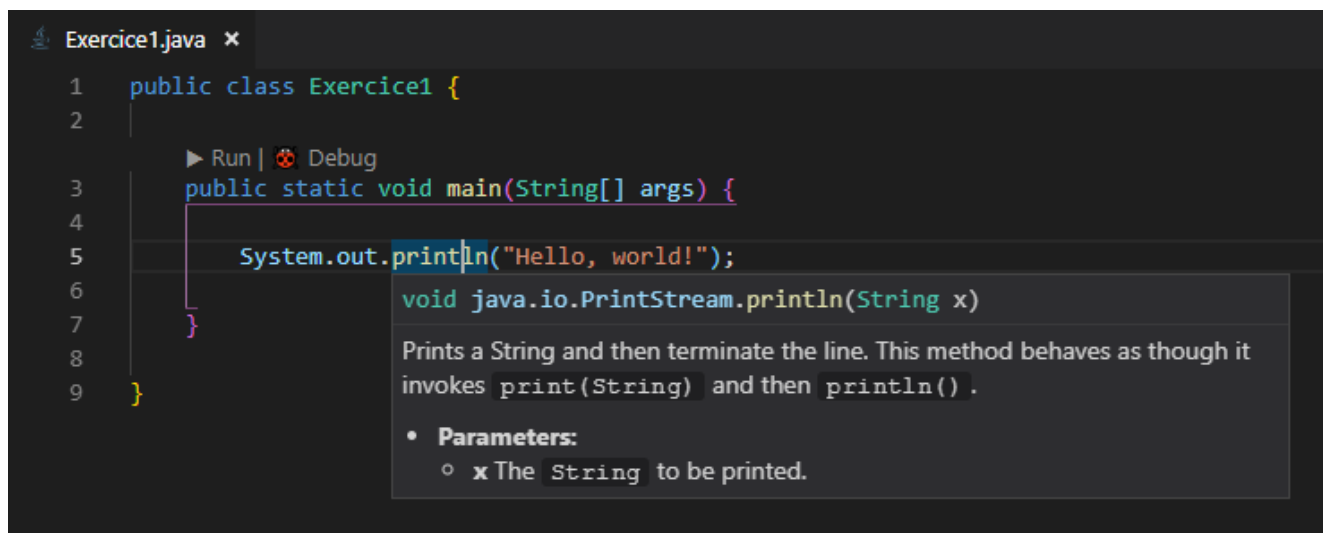 Exercice1.java ×
1 public class Exercice1 {
2
▶ Run | 🐞 Debug
3 public static void main(String[] args) {
4
5 System.out.println("Hello, world!");
6
void java.io.PrintStream.println(String x)
7 }
8
Prints a String and then terminate the line. This method behaves as though it
9 }
invokes print(String) and then println() .
• Parameters:
◦ x The String to be printed.